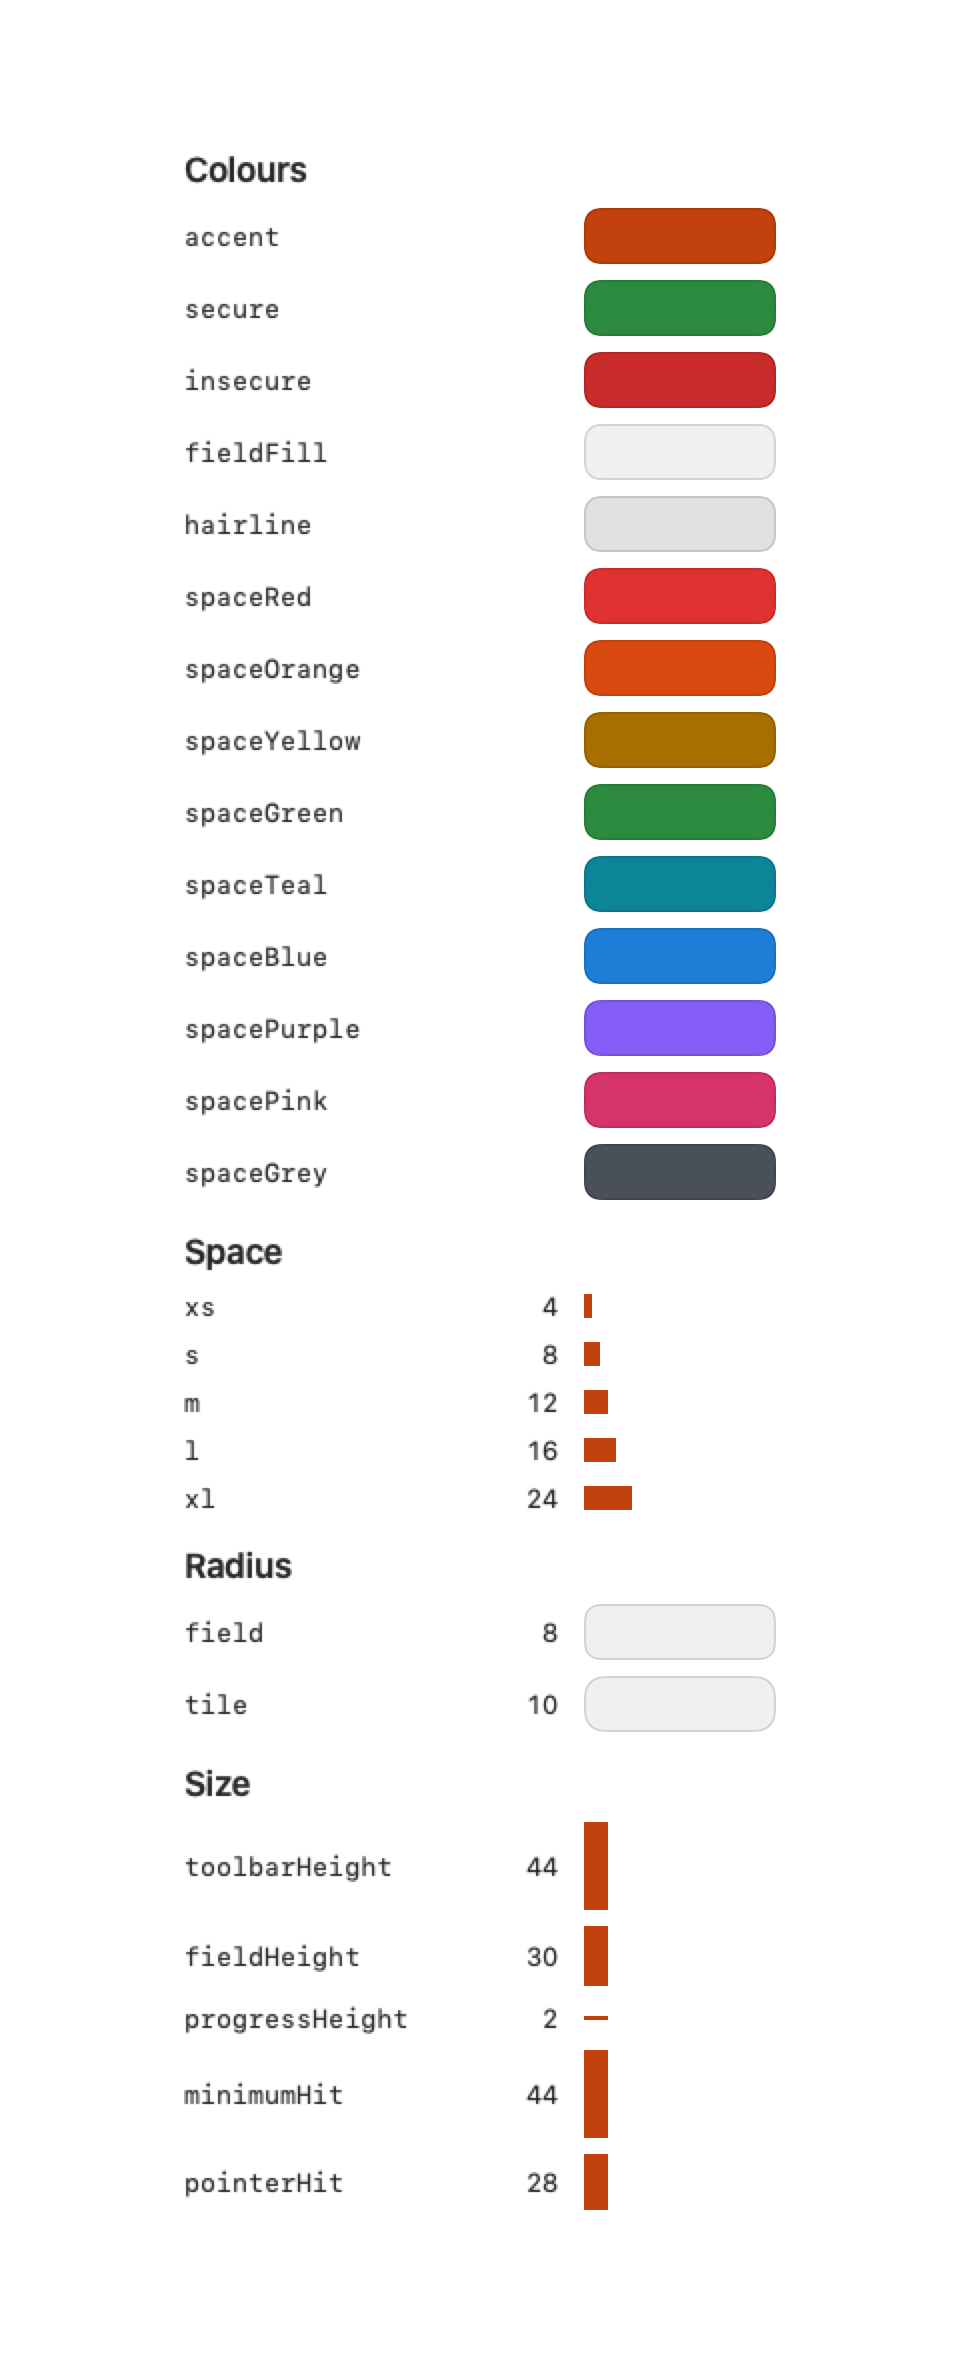 Colours
accent
secure
insecure
fieldFill
hairline
spaceRed
spaceOrange
spaceYellow
spaceGreen
spaceTeal
spaceBlue
spacePurple
spacePink
spaceGrey
Space
xs 4
s 8
m 12
l 16
xl 24
Radius
field 8
tile 10
Size
toolbarHeight 44
fieldHeight 30
progressHeight 2
minimumHit 44
pointerHit 28